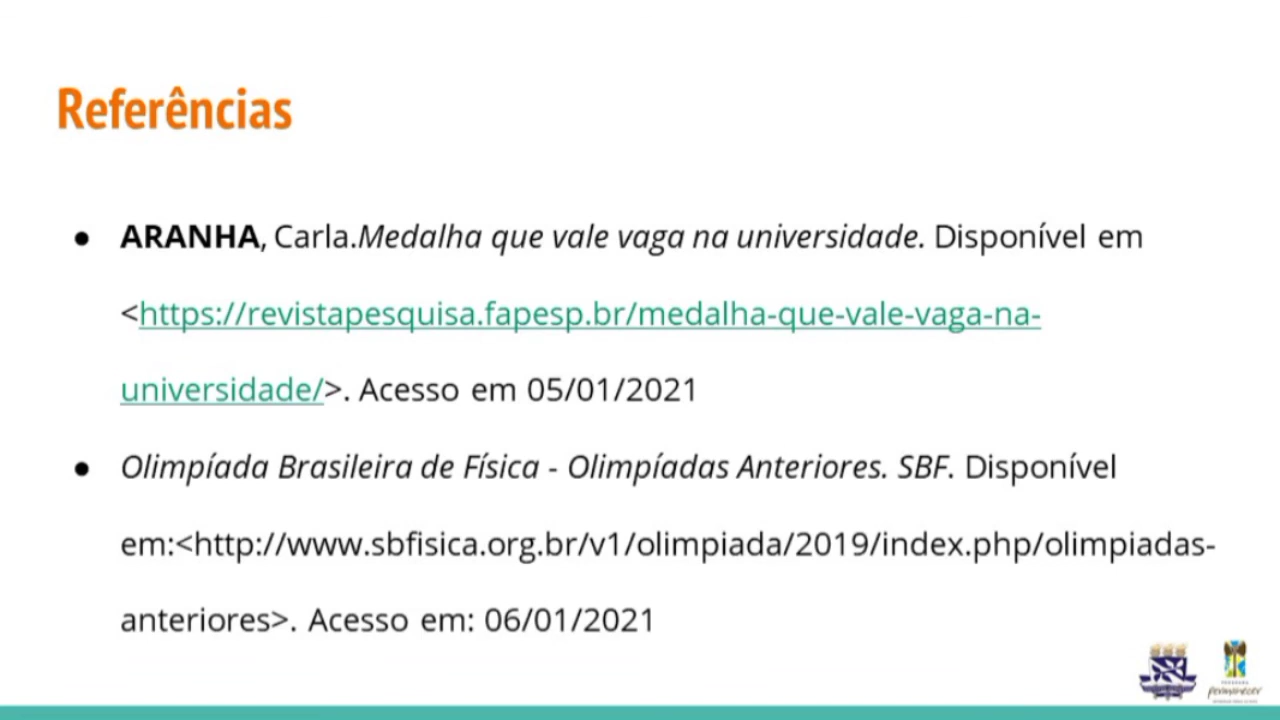 Referências
● ARANHA, Carla.Medalha que vale vaga na universidade. Disponível em
<https://revistapesquisa.fapesp.br/medalha-que-vale-vaga-na-
universidade/>. Acesso em 05/01/2021
● Olimpíada Brasileira de Física - Olimpíadas Anteriores. SBF. Disponível
em:<http://www.sbfisica.org.br/v1/olimpiada/2019/index.php/olimpiadas-
anteriores>. Acesso em: 06/01/2021